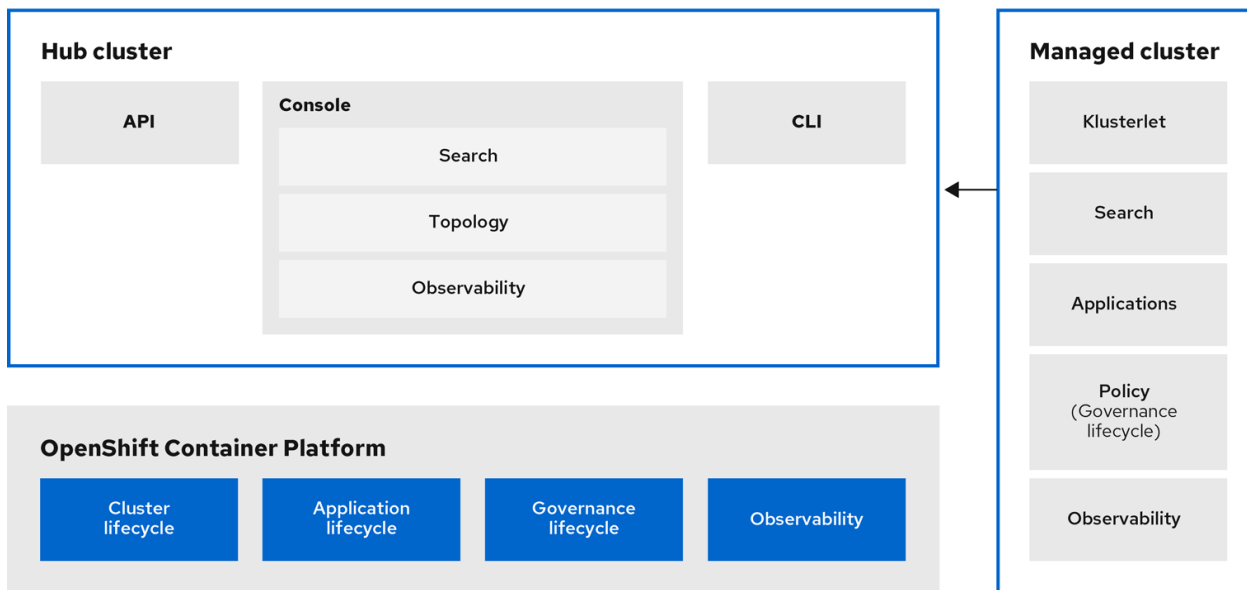 Hub cluster
API
Console
Search
Topology
Observability
CLI
OpenShift Container Platform
Cluster
lifecycle
Application
lifecycle
Governance
lifecycle
Observability
Managed cluster
Klusterlet
Search
Applications
Policy
(Governance
lifecycle)
Observability